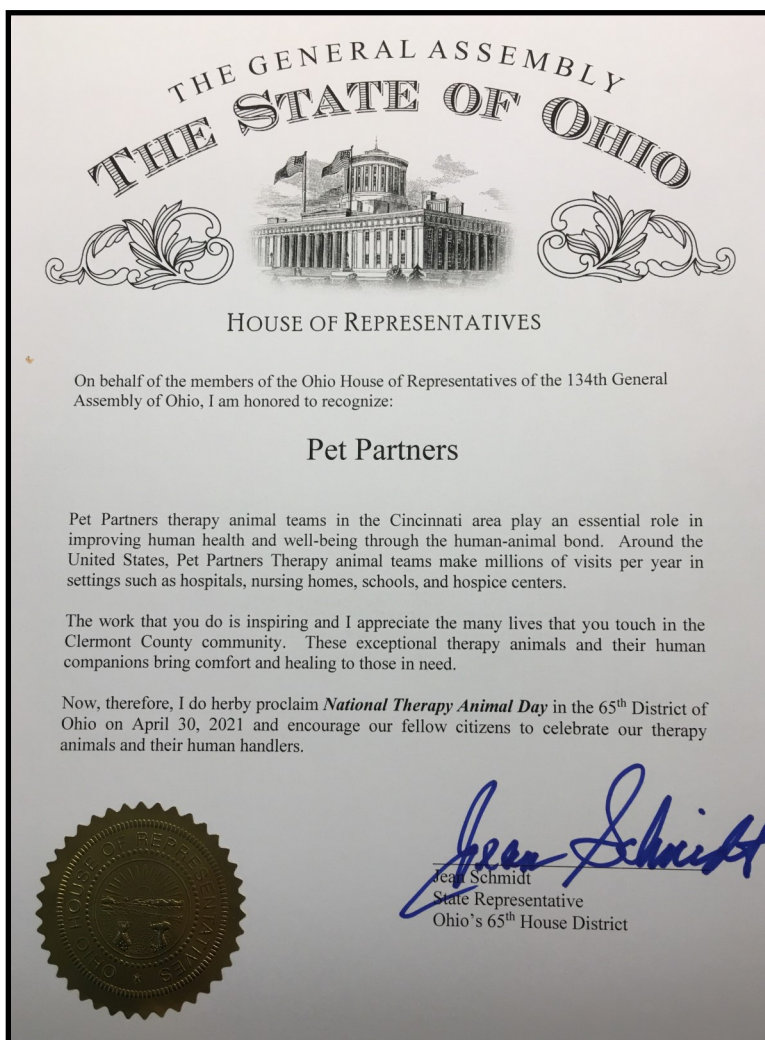 THE GENERAL ASSEMBLY
THE STATE OF OHIO
HOUSE OF REPRESENTATIVES
On behalf of the members of the Ohio House of Representatives of the 134th General
Assembly of Ohio, I am honored to recognize:
Pet Partners
Pet Partners therapy animal teams in the Cincinnati area play an essential role in
improving human health and well-being through the human-animal bond. Around the
United States, Pet Partners Therapy animal teams make millions of visits per year in
settings such as hospitals, nursing homes, schools, and hospice centers.
The work that you do is inspiring and I appreciate the many lives that you touch in the
Clermont County community. These exceptional therapy animals and their human
companions bring comfort and healing to those in need.
Now, therefore, I do herby proclaim National Therapy Animal Day in the 65th District of
Ohio on April 30, 2021 and encourage our fellow citizens to celebrate our therapy
animals and their human handlers.
Jean Schmidt
Jean Schmidt
State Representative
Ohio's 65th House District
OHIO HOUSE OF REPRESENTATIVES